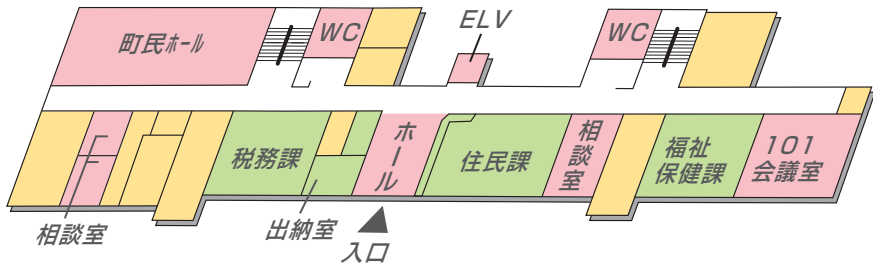 町民ホール
WC
ELV
WC
税務課
ホール
住民課
相談室
福祉
保健課
101
会議室
相談室
出納室
入口